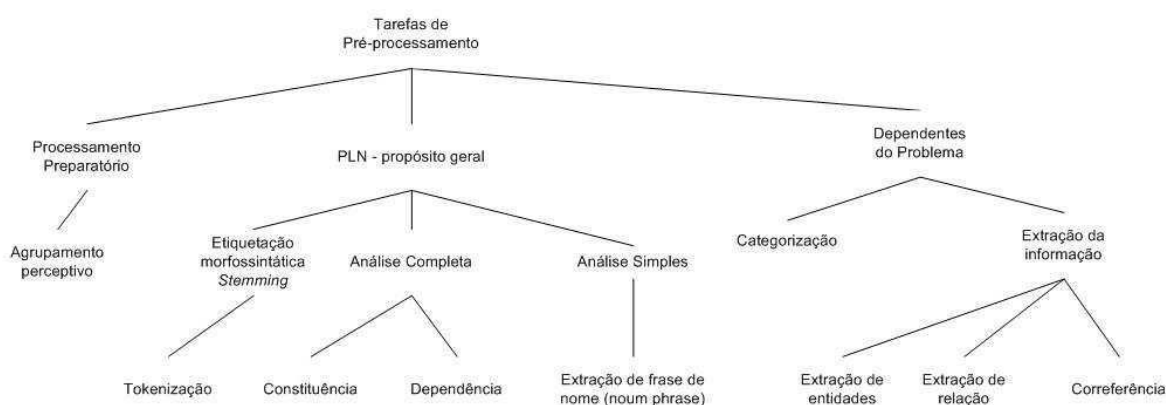 Tarefas de
Pré-processamento
Processamento
Preparatório
PLN - propósito geral
Dependentes
do Problema
Agrupamento
perceptivo
Etiquetação
morfossintática
Stemming
Análise Completa
Análise Simples
Categorização
Extração da
informação
Tokenização
Constituência
Dependência
Extração de frase de
nome (noum phrase)
Extração de
entidades
Extração de
relação
Correferência